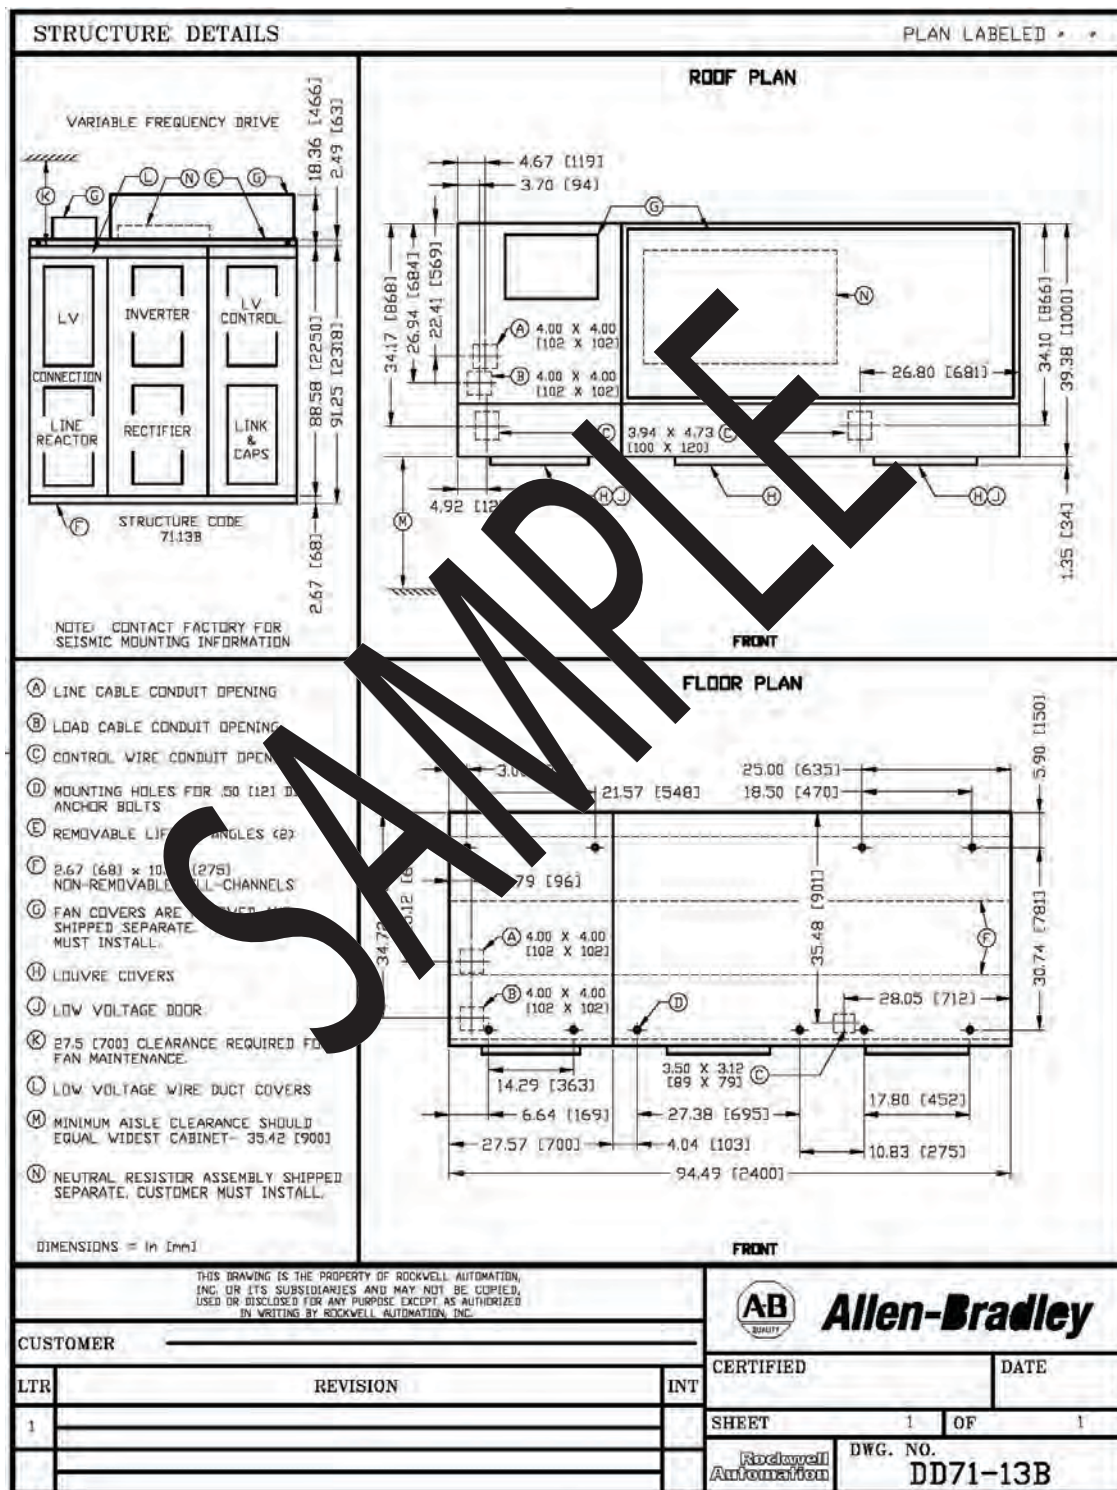 STRUCTURE DETAILS
PLAN LABELED
VARIABLE FREQUENCY DRIVE
18.36 [466]
2.49 [63]
K
G
L
N
E
G
LV
CONNECTION
LINE
REACTOR
INVERTER
RECTIFIER
LV
CONTROL
LINK
&
CAPS
88.58 [2250]
91.25 [2318]
F
STRUCTURE CODE
71.13B
2.67 [68]
NOTE: CONTACT FACTORY FOR
SEISMIC MOUNTING INFORMATION
ROOF PLAN
4.67 [119]
3.70 [94]
G
34.17 [868]
26.94 [684]
22.41 [569]
A 4.00 X 4.00
[102 X 102]
B 4.00 X 4.00
[102 X 102]
N
26.80 [681]
34.10 [866]
39.38 [1000]
C 3.94 X 4.73 C
[100 X 120]
4.92
H J
H
H J
M
1.35 [34]
FRONT
SAMPLE
A LINE CABLE CONDUIT OPENING
B LOAD CABLE CONDUIT OPENING
C CONTROL WIRE CONDUIT
D MOUNTING HOLES FOR .50 [12]
ANCHOR BOLTS
E REMOVABLE ANGLES (2)
F 2.67 (68) x (275)
NON-REMOVABLE
G FAN COVERS ARE
SHIPPED SEPARATE
MUST INSTALL.
H LOUVRE COVERS
J LOW VOLTAGE DOOR
K 27.5 [700] CLEARANCE REQUIRED
FAN MAINTENANCE.
L LOW VOLTAGE WIRE DUCT COVERS
M MINIMUM AISLE CLEARANCE SHOULD
EQUAL WIDEST CABINET- 35.42 [900]
N NEUTRAL RESISTOR ASSEMBLY SHIPPED
SEPARATE, CUSTOMER MUST INSTALL.
DIMENSIONS = in [mm]
FLOOR PLAN
25.00 [635]
21.57 [548]
18.50 [470]
5.90 [150]
[96]
35.48 [901]
30.74 [781]
F
A 4.00 X 4.00
[102 X 102]
B 4.00 X 4.00
[102 X 102]
D
28.05 [712]
3.50 X 3.12
[89 X 79] C
14.29 [363]
17.80 [452]
6.64 [169]
27.38 [695]
27.57 [700]
4.04 [103]
10.83 [275]
94.49 [2400]
FRONT
THIS DRAWING IS THE PROPERTY OF ROCKWELL AUTOMATION,
INC. OR ITS SUBSIDIARIES AND MAY NOT BE COPIED,
USED OR DISCLOSED FOR ANY PURPOSE EXCEPT AS AUTHORIZED
IN WRITING BY ROCKWELL AUTOMATION, INC.
CUSTOMER
LTR
REVISION
INT
1
AB
QUALITY
Allen-Bradley
CERTIFIED
DATE
SHEET 1 OF 1
Rockwell
Automation
DWG. NO.
DD71-13B